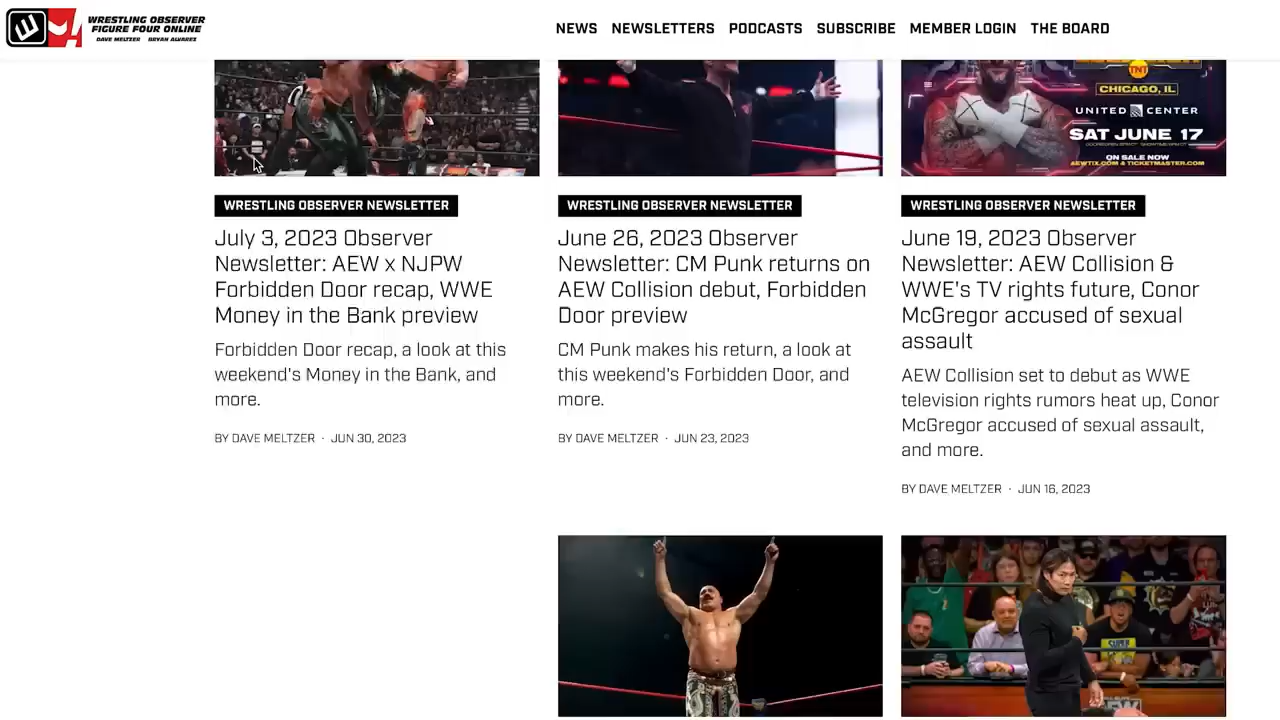 WRESTLING OBSERVER
FIGURE FOUR ONLINE
DAVE MELTZER BRYAN ALVAREZ
NEWS NEWSLETTERS PODCASTS SUBSCRIBE MEMBER LOGIN THE BOARD
TNT
CHICAGO, IL
UNITED CENTER
SAT JUNE 17
ON SALE NOW
AEWTIX.COM & TICKETMASTER.COM
WRESTLING OBSERVER NEWSLETTER
July 3, 2023 Observer
Newsletter: AEW x NJPW
Forbidden Door recap, WWE
Money in the Bank preview
Forbidden Door recap, a look at this
weekend's Money in the Bank, and
more.
BY DAVE MELTZER · JUN 30, 2023
WRESTLING OBSERVER NEWSLETTER
June 26, 2023 Observer
Newsletter: CM Punk returns on
AEW Collision debut, Forbidden
Door preview
CM Punk makes his return, a look at
this weekend's Forbidden Door, and
more.
BY DAVE MELTZER · JUN 23, 2023
WRESTLING OBSERVER NEWSLETTER
June 19, 2023 Observer
Newsletter: AEW Collision &
WWE's TV rights future, Conor
McGregor accused of sexual
assault
AEW Collision set to debut as WWE
television rights rumors heat up, Conor
McGregor accused of sexual assault,
and more.
BY DAVE MELTZER · JUN 16, 2023